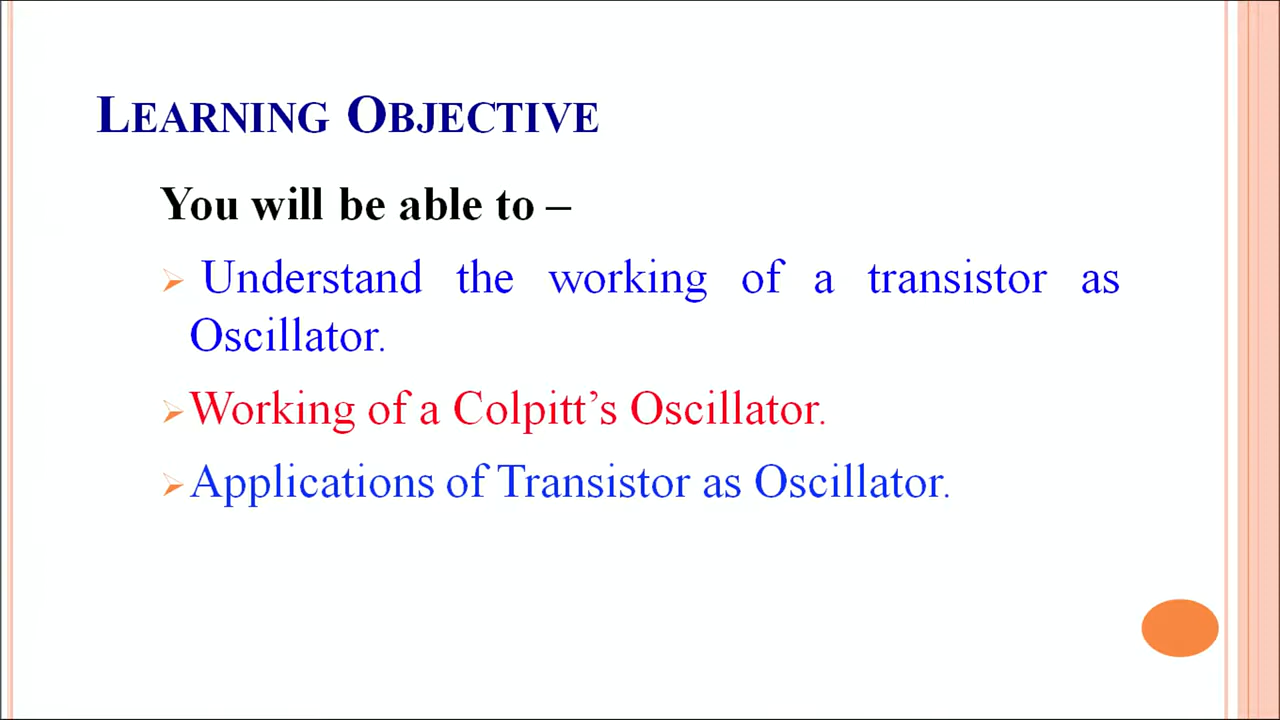 LEARNING OBJECTIVE
You will be able to –
➢ Understand the working of a transistor as
Oscillator.
➢Working of a Colpitt’s Oscillator.
➢Applications of Transistor as Oscillator.